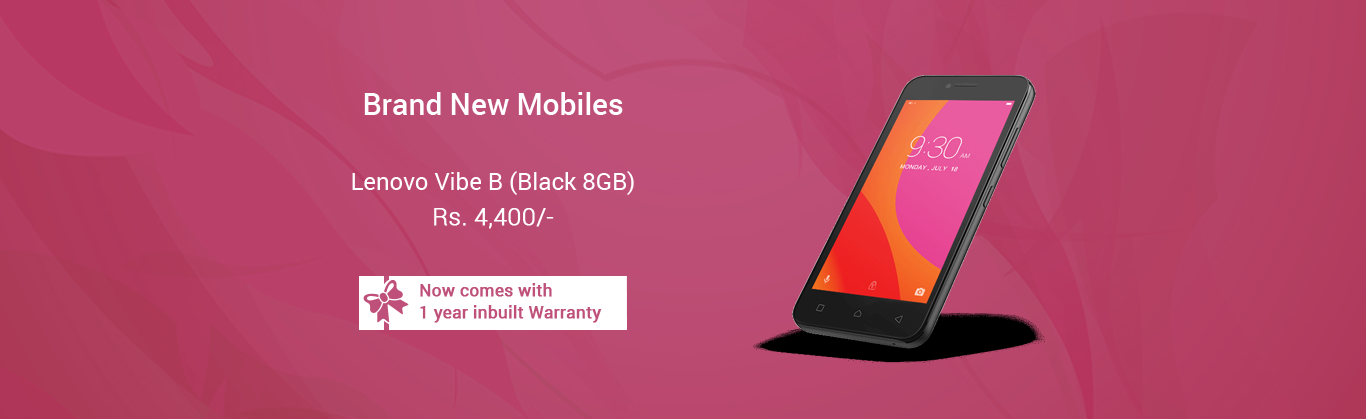 Brand New Mobiles
Lenovo Vibe B (Black 8GB)
Rs. 4,400/-
Now comes with
1 year inbuilt Warranty
9:30 AM
MONDAY, JULY 18